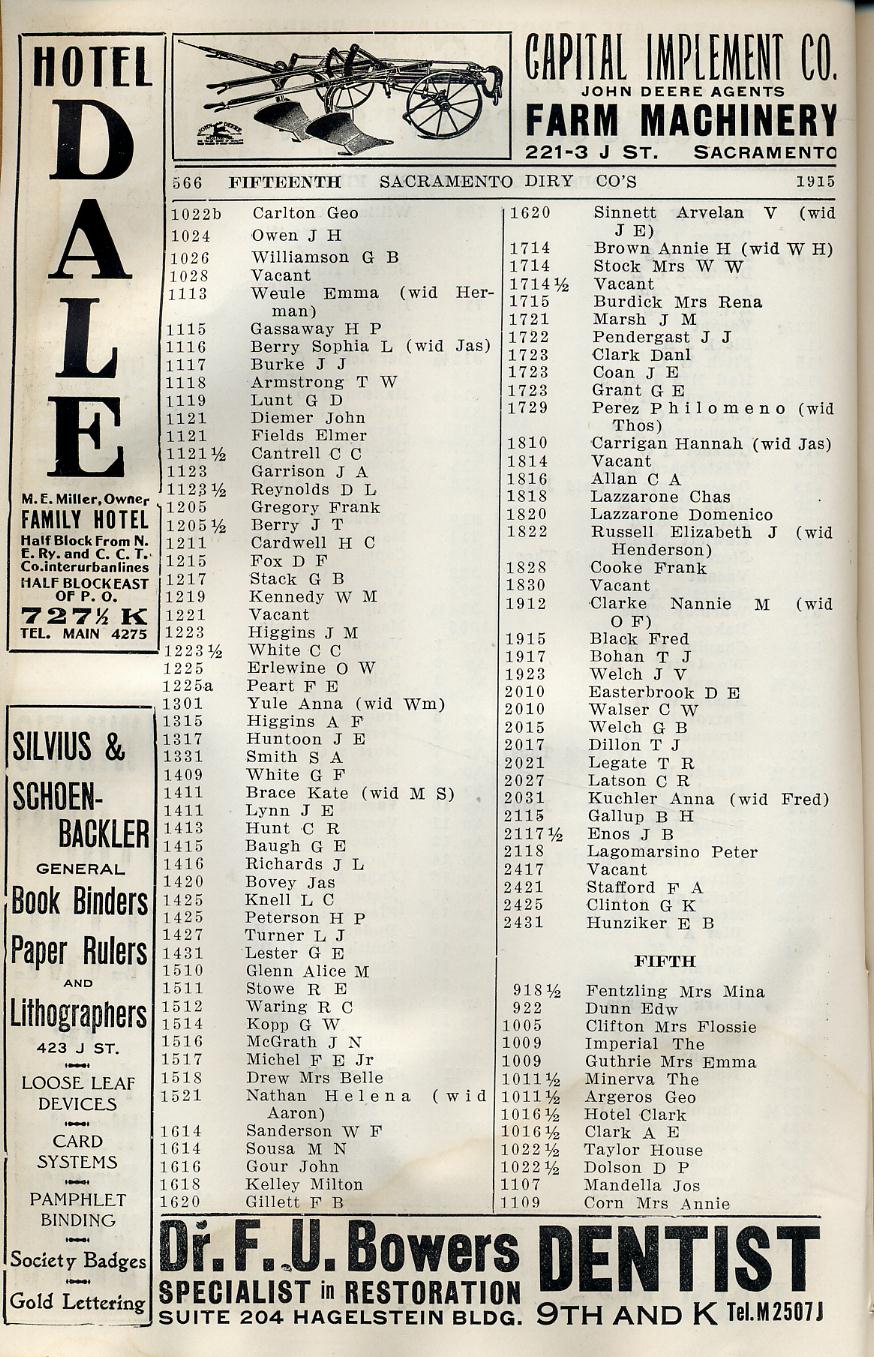 HOTEL
DALE
M. E. Miller, Owner
FAMILY HOTEL
Half Block From N.
E. Ry. and C. C. T.
Co. interurban lines
HALF BLOCK EAST
OF P. O.
727½ K
TEL. MAIN 4275
SILVIUS &
SCHOEN-
BACKLER
GENERAL
Book Binders
Paper Rulers
AND
Lithographers
423 J ST.
LOOSE LEAF
DEVICES
CARD
SYSTEMS
PAMPHLET
BINDING
Society Badges
Gold Lettering
JOHN DEERE
CAPITAL IMPLEMENT CO.
JOHN DEERE AGENTS
FARM MACHINERY
221-3 J ST. SACRAMENTO
566 FIFTEENTH SACRAMENTO DIRY CO'S 1915
1022b Carlton Geo
1024 Owen J H
1026 Williamson G B
1028 Vacant
1113 Weule Emma (wid Her-
man)
1115 Gassaway H P
1116 Berry Sophia L (wid Jas)
1117 Burke J J
1118 Armstrong T W
1119 Lunt G D
1121 Diemer John
1121 Fields Elmer
1121½ Cantrell C C
1123 Garrison J A
1123½ Reynolds D L
1205 Gregory Frank
1205½ Berry J T
1211 Cardwell H C
1215 Fox D F
1217 Stack G B
1219 Kennedy W M
1221 Vacant
1223 Higgins J M
1223½ White C C
1225 Erlewine O W
1225a Peart F E
1301 Yule Anna (wid Wm)
1315 Higgins A F
1317 Huntoon J E
1331 Smith S A
1409 White G F
1411 Brace Kate (wid M S)
1411 Lynn J E
1413 Hunt C R
1415 Baugh G E
1416 Richards J L
1420 Bovey Jas
1425 Knell L C
1425 Peterson H P
1427 Turner L J
1431 Lester G E
1510 Glenn Alice M
1511 Stowe R E
1512 Waring R C
1514 Kopp G W
1516 McGrath J N
1517 Michel F E Jr
1518 Drew Mrs Belle
1521 Nathan Helena (wid
Aaron)
1614 Sanderson W F
1614 Sousa M N
1616 Gour John
1618 Kelley Milton
1620 Gillett F B
1620 Sinnett Arvelan V (wid
J E)
1714 Brown Annie H (wid W H)
1714 Stock Mrs W W
1714½ Vacant
1715 Burdick Mrs Rena
1721 Marsh J M
1722 Pendergast J J
1723 Clark Danl
1723 Coan J E
1723 Grant G E
1729 Perez Philomeno (wid
Thos)
1810 Carrigan Hannah (wid Jas)
1814 Vacant
1816 Allan C A
1818 Lazzarone Chas
1820 Lazzarone Domenico
1822 Russell Elizabeth J (wid
Henderson)
1828 Cooke Frank
1830 Vacant
1912 Clarke Nannie M (wid
O F)
1915 Black Fred
1917 Bohan T J
1923 Welch J V
2010 Easterbrook D E
2010 Walser C W
2015 Welch G B
2017 Dillon T J
2021 Legate T R
2027 Latson C R
2031 Kuchler Anna (wid Fred)
2115 Gallup B H
2117½ Enos J B
2118 Lagomarsino Peter
2417 Vacant
2421 Stafford F A
2425 Clinton G K
2431 Hunziker E B
FIFTH
918½ Fentzling Mrs Mina
922 Dunn Edw
1005 Clifton Mrs Flossie
1009 Imperial The
1009 Guthrie Mrs Emma
1011½ Minerva The
1011½ Argeros Geo
1016½ Hotel Clark
1016½ Clark A E
1022½ Taylor House
1022½ Dolson D P
1107 Mandella Jos
1109 Corn Mrs Annie
Dr. F. U. Bowers DENTIST
SPECIALIST in RESTORATION
SUITE 204 HAGELSTEIN BLDG. 9TH AND K Tel. M 2507J